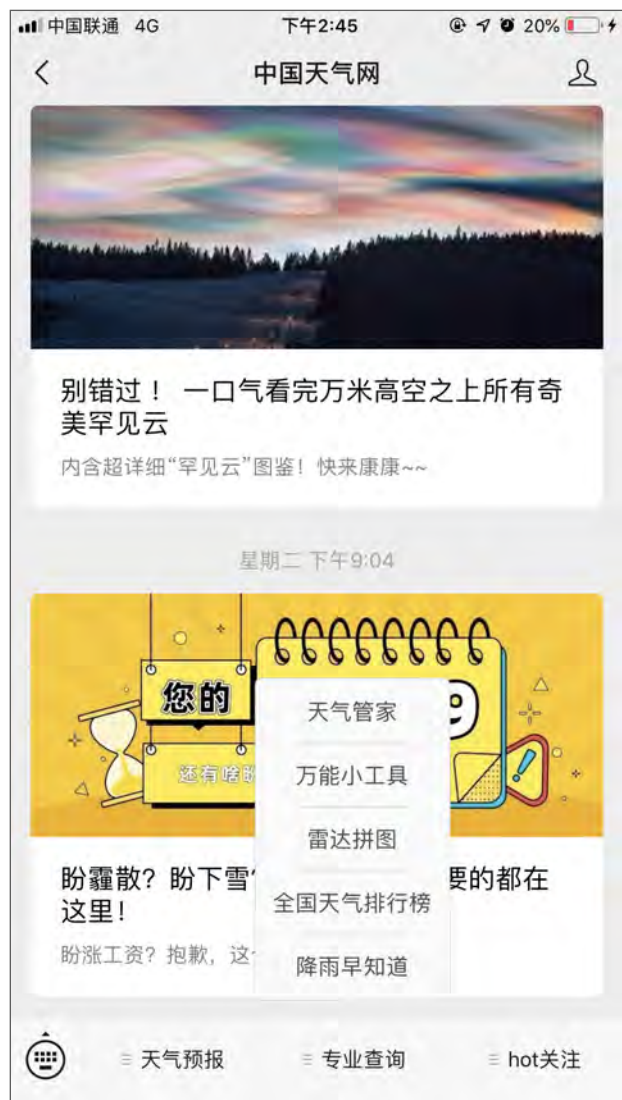 中国联通 4G 下午2:45 20%
中国天气网
别错过！ 一口气看完万米高空之上所有奇
美罕见云
内含超详细“罕见云”图鉴！快来康康~~
星期二 下午9:04
您的
9
还有啥盼
天气管家
万能小工具
雷达拼图
全国天气排行榜
降雨早知道
盼霾散？盼下雪 要的都在
这里！
盼涨工资？抱歉，这
天气预报 专业查询 hot关注